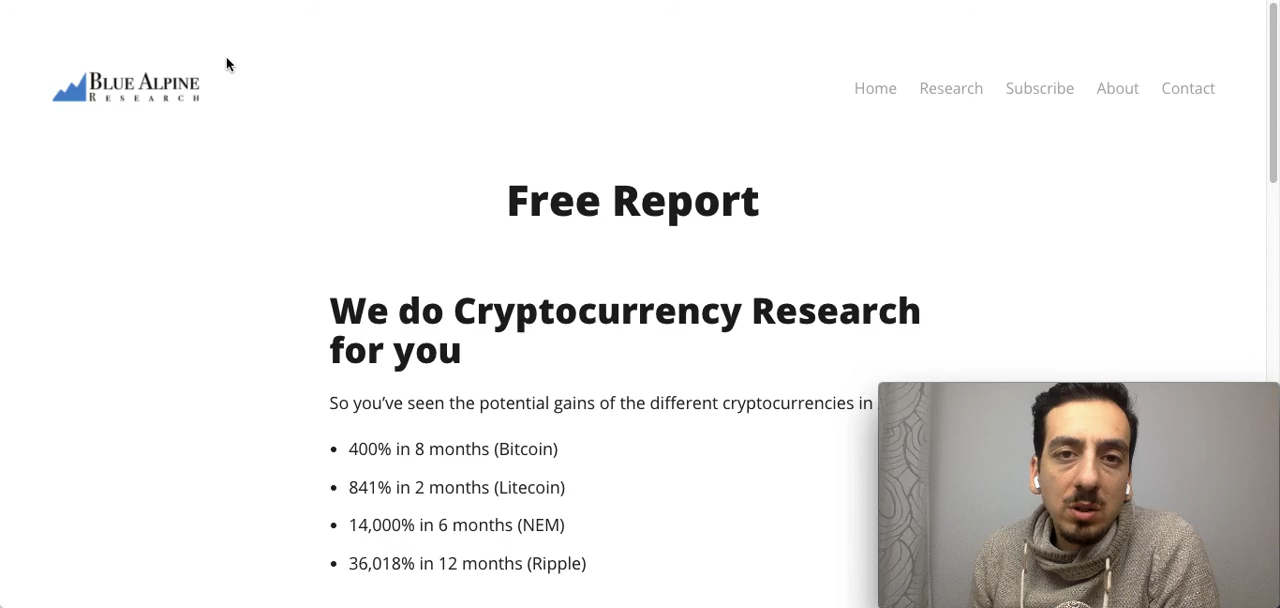 BLUE ALPINE
RESEARCH
Home Research Subscribe About Contact
Free Report
We do Cryptocurrency Research
for you
So you’ve seen the potential gains of the different cryptocurrencies in
• 400% in 8 months (Bitcoin)
• 841% in 2 months (Litecoin)
• 14,000% in 6 months (NEM)
• 36,018% in 12 months (Ripple)